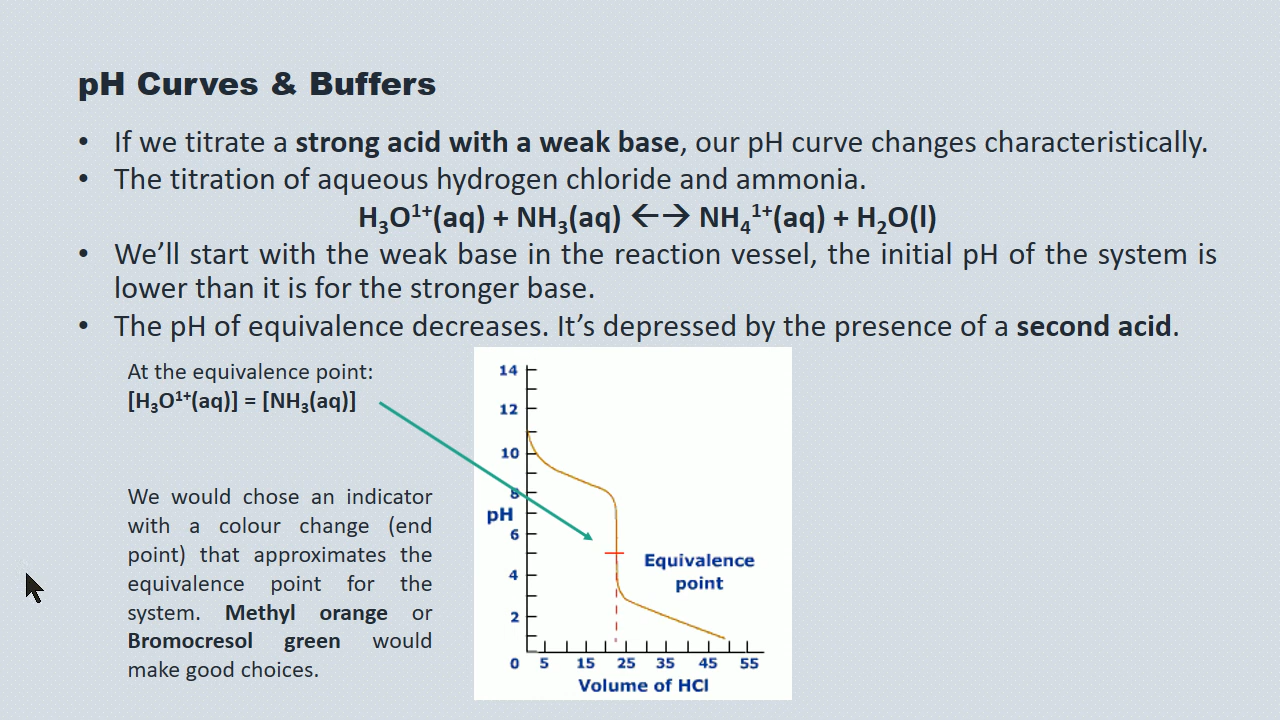 pH Curves & Buffers
• If we titrate a strong acid with a weak base, our pH curve changes characteristically.
• The titration of aqueous hydrogen chloride and ammonia.
H₃O¹⁺(aq) + NH₃(aq) ←→ NH₄¹⁺(aq) + H₂O(l)
• We’ll start with the weak base in the reaction vessel, the initial pH of the system is
lower than it is for the stronger base.
• The pH of equivalence decreases. It’s depressed by the presence of a second acid.
At the equivalence point:
[H₃O¹⁺(aq)] = [NH₃(aq)]
We would chose an indicator
with a colour change (end
point) that approximates the
equivalence point for the
system. Methyl orange or
Bromocresol green would
make good choices.
14
12
10
8
pH
6
4
2
Equivalence
point
0 5 15 25 35 45 55
Volume of HCl